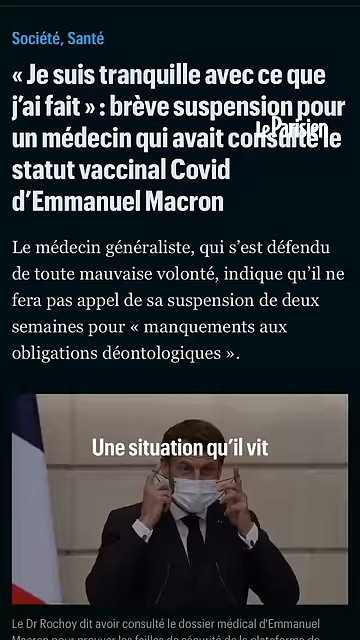 Société, Santé
« Je suis tranquille avec ce que
j'ai fait » : brève suspension pour
un médecin qui avait consulté le
Le Parisien
statut vaccinal Covid
d'Emmanuel Macron
Le médecin généraliste, qui s'est défendu
de toute mauvaise volonté, indique qu'il ne
fera pas appel de sa suspension de deux
semaines pour « manquements aux
obligations déontologiques ».
Une situation qu'il vit
Le Dr Rochoy dit avoir consulté le dossier médical d'Emmanuel
Macron pour prouver les failles de sécurité de la plateforme de